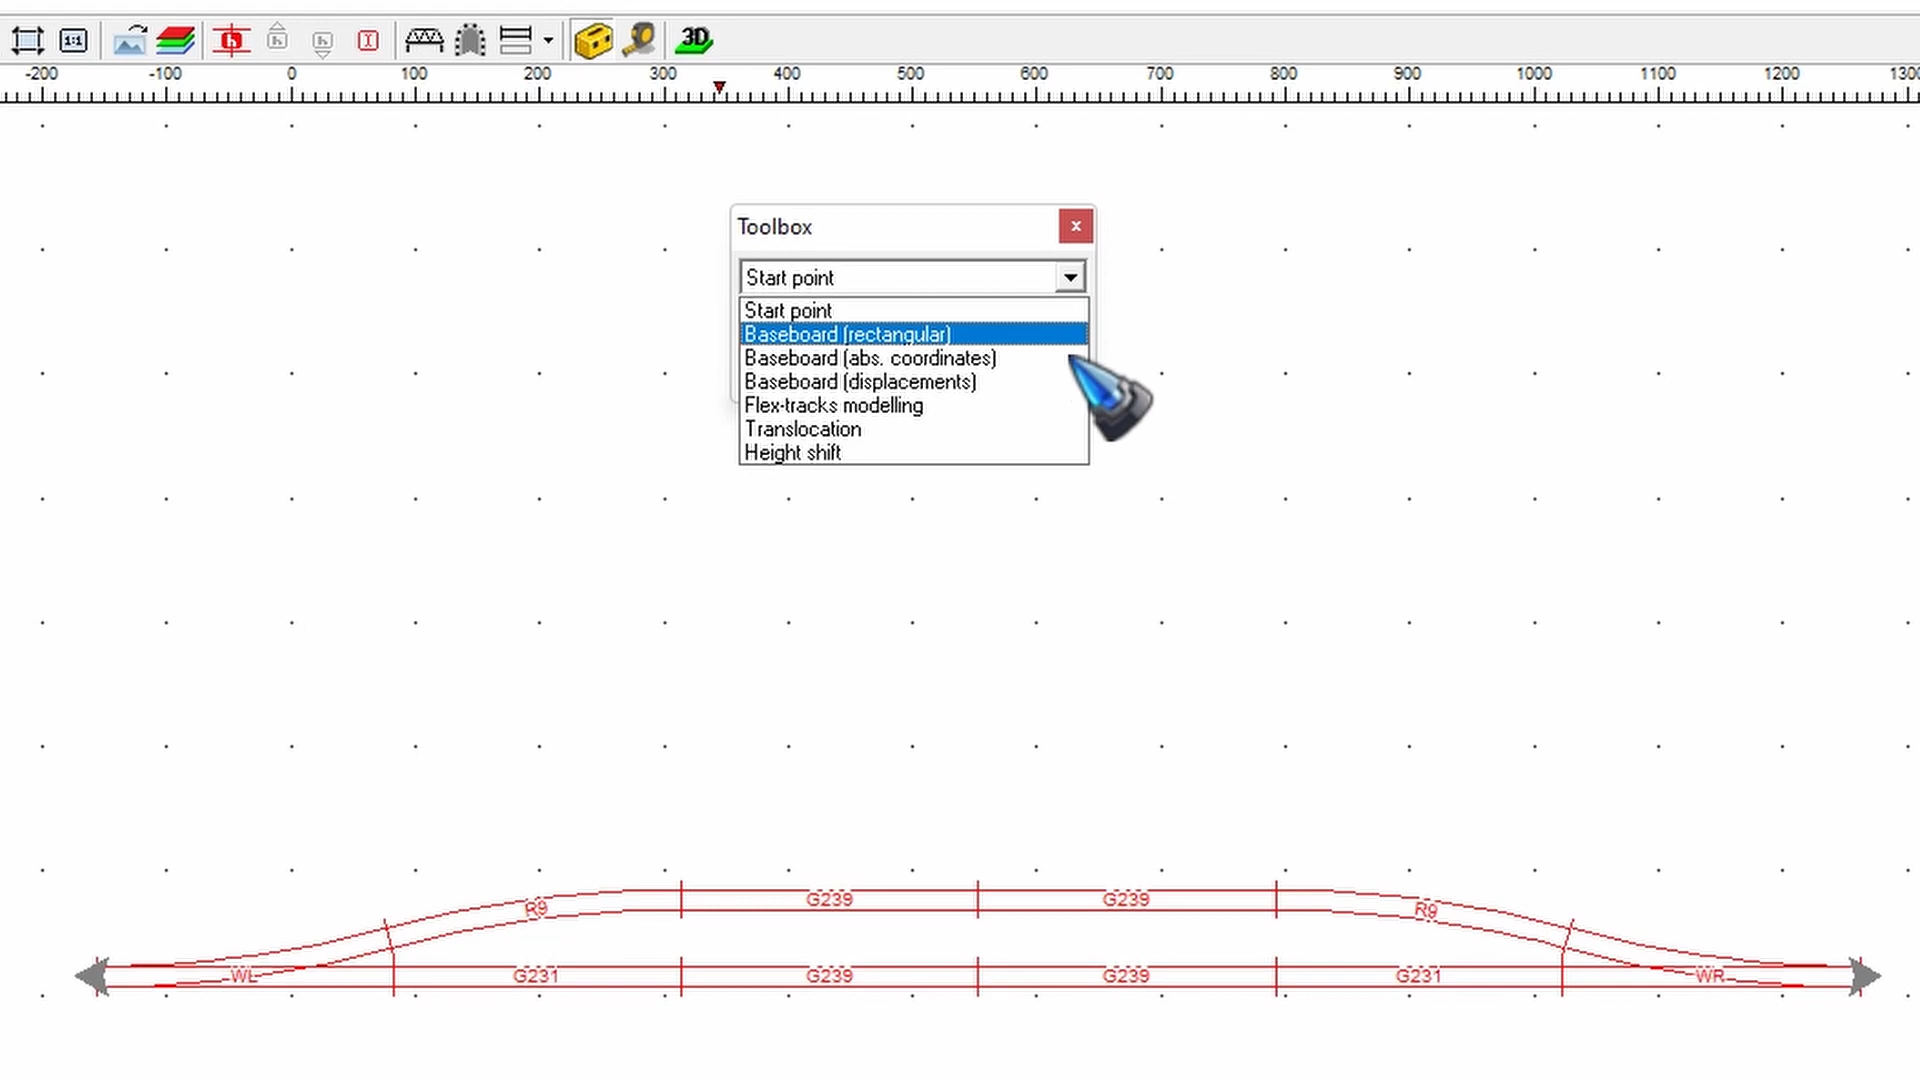 1:1
h
h
h
3D
-200 -100 0 100 200 300 400 500 600 700 800 900 1000 1100 1200 1300
Toolbox
x
Start point
Start point
Baseboard (rectangular)
Baseboard (abs. coordinates)
Baseboard (displacements)
Flex-tracks modelling
Translocation
Height shift
R9 G239 G239 R9
WL G231 G239 G239 G231 WR